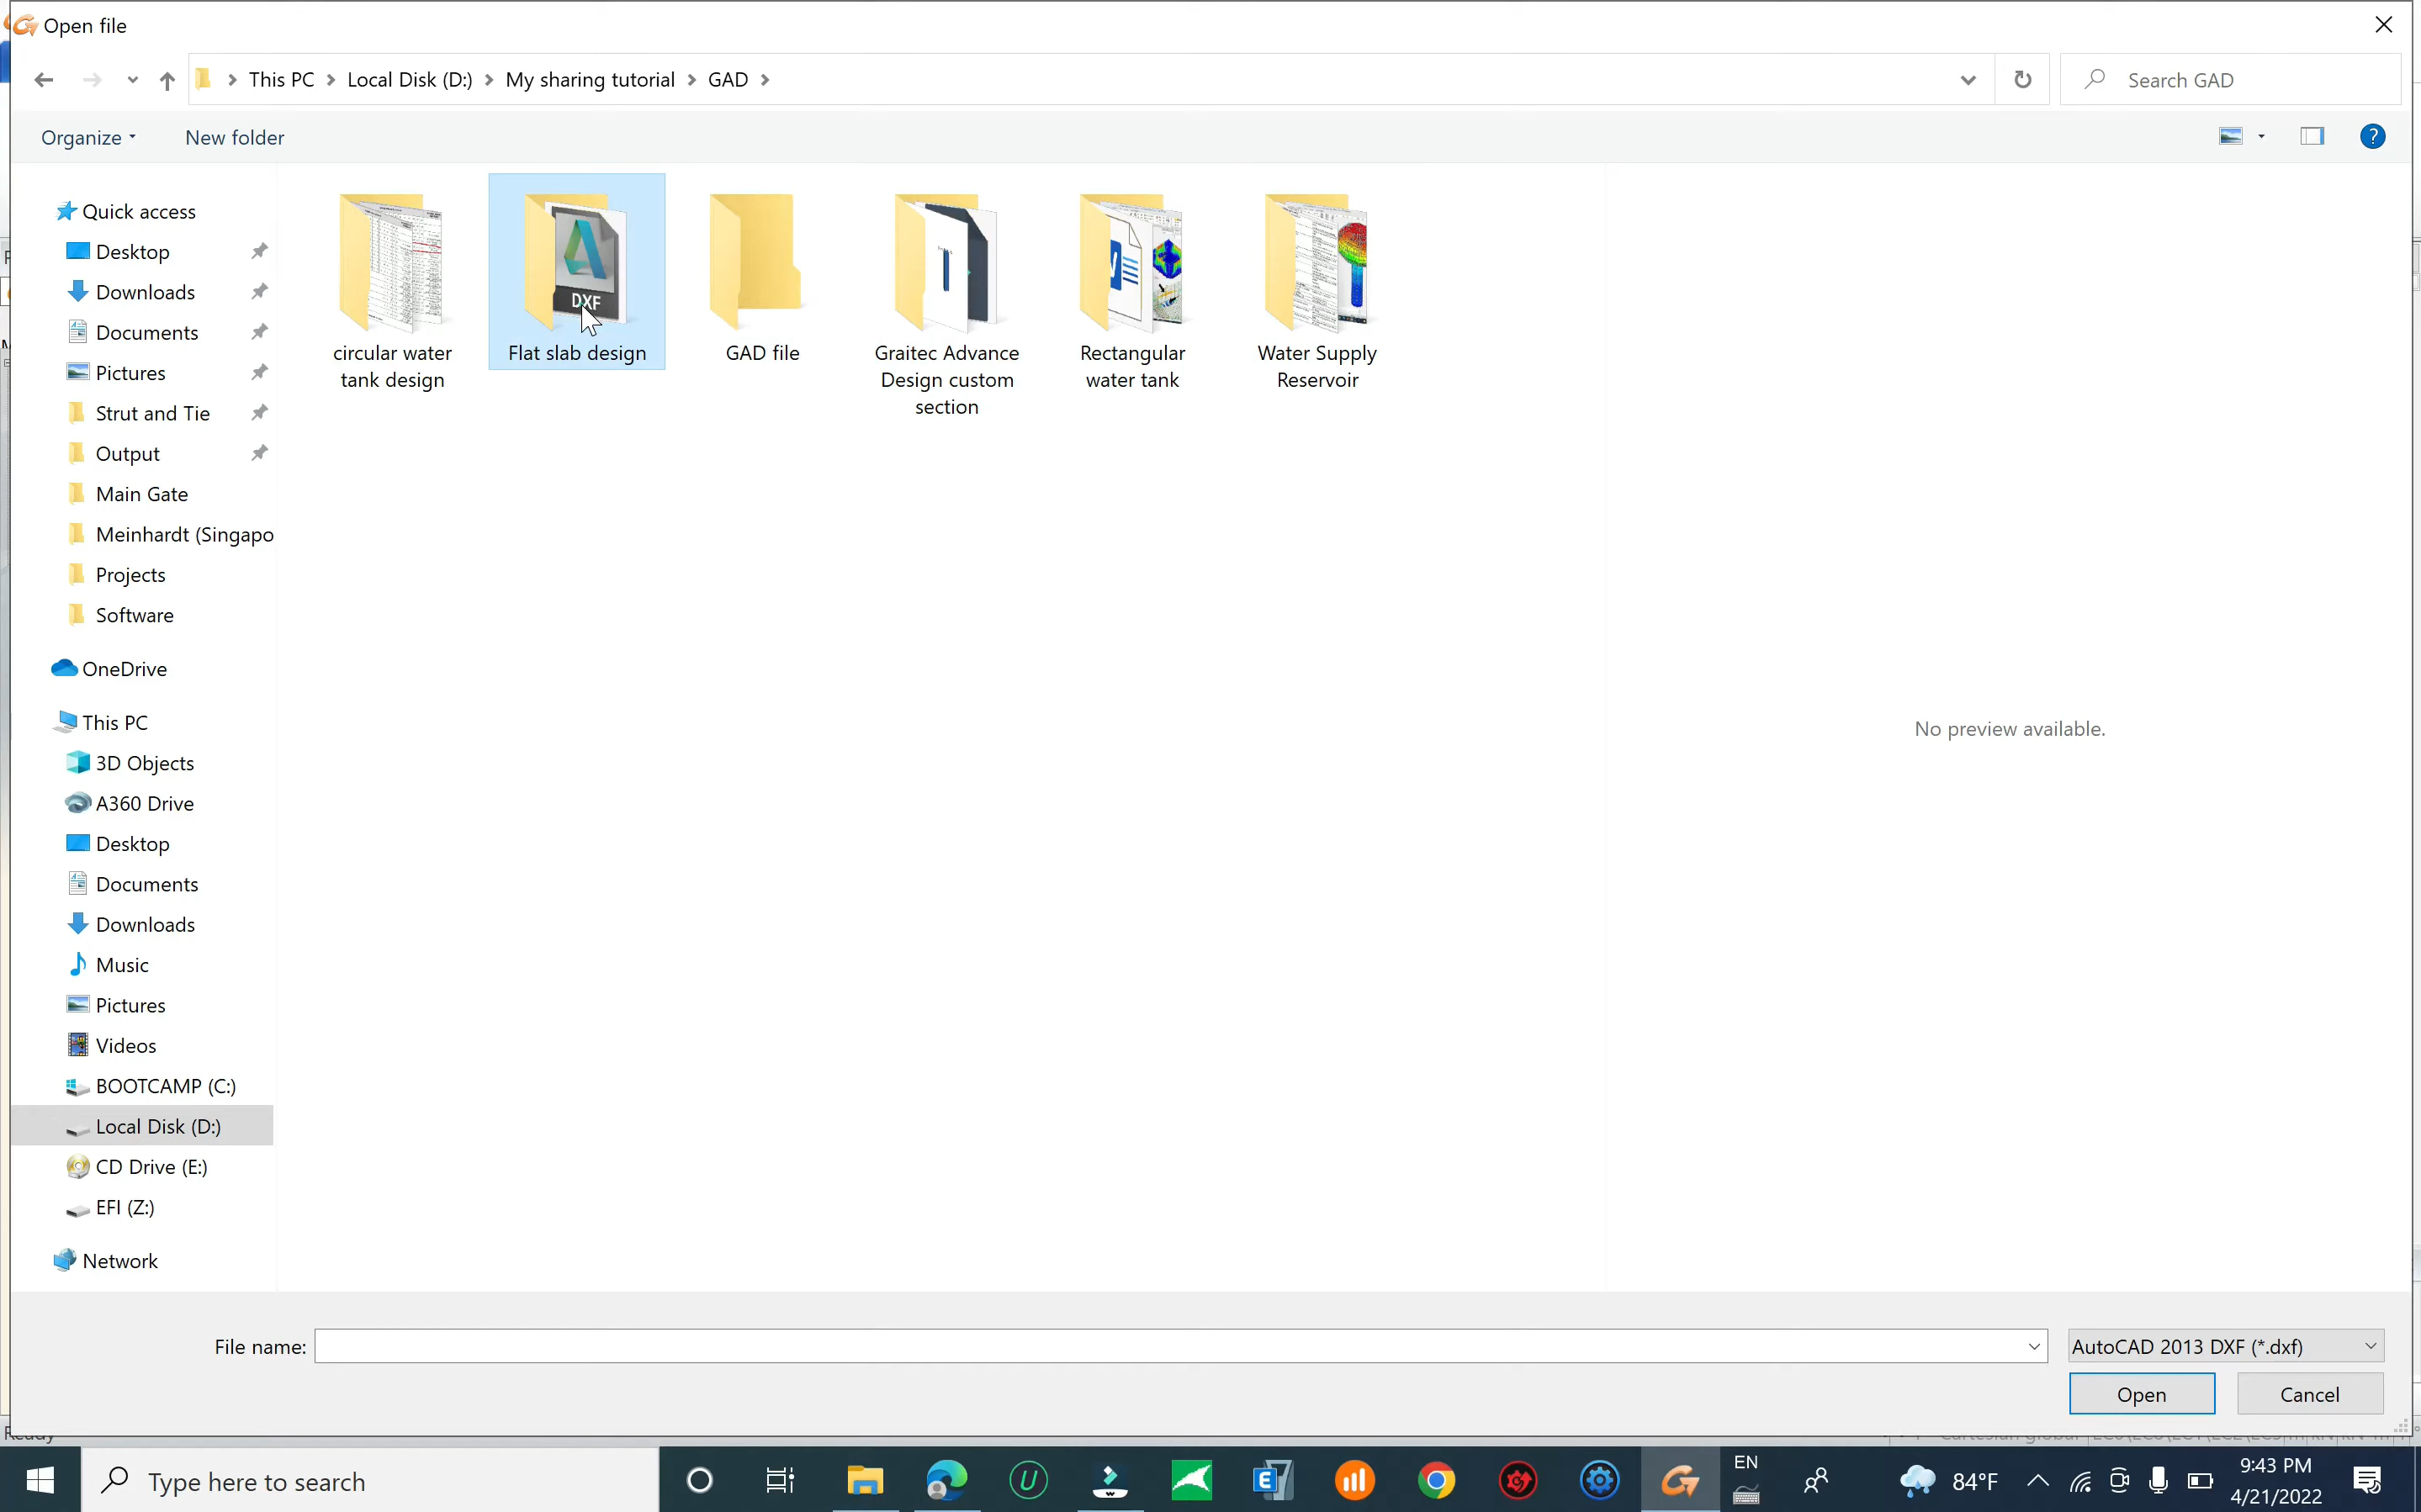 Open file
This PC > Local Disk (D:) > My sharing tutorial > GAD >
Search GAD
Organize
New folder
Quick access
Desktop
Downloads
Documents
Pictures
Strut and Tie
Output
Main Gate
Meinhardt (Singapo
Projects
Software
OneDrive
This PC
3D Objects
A360 Drive
Desktop
Documents
Downloads
Music
Pictures
Videos
BOOTCAMP (C:)
Local Disk (D:)
CD Drive (E:)
EFI (Z:)
Network
DXF
circular water
tank design
Flat slab design
GAD file
Graitec Advance
Design custom
section
Rectangular
water tank
Water Supply
Reservoir
No preview available.
File name:
AutoCAD 2013 DXF (*.dxf)
Open
Cancel
Type here to search
EN
84°F
9:43 PM
4/21/2022